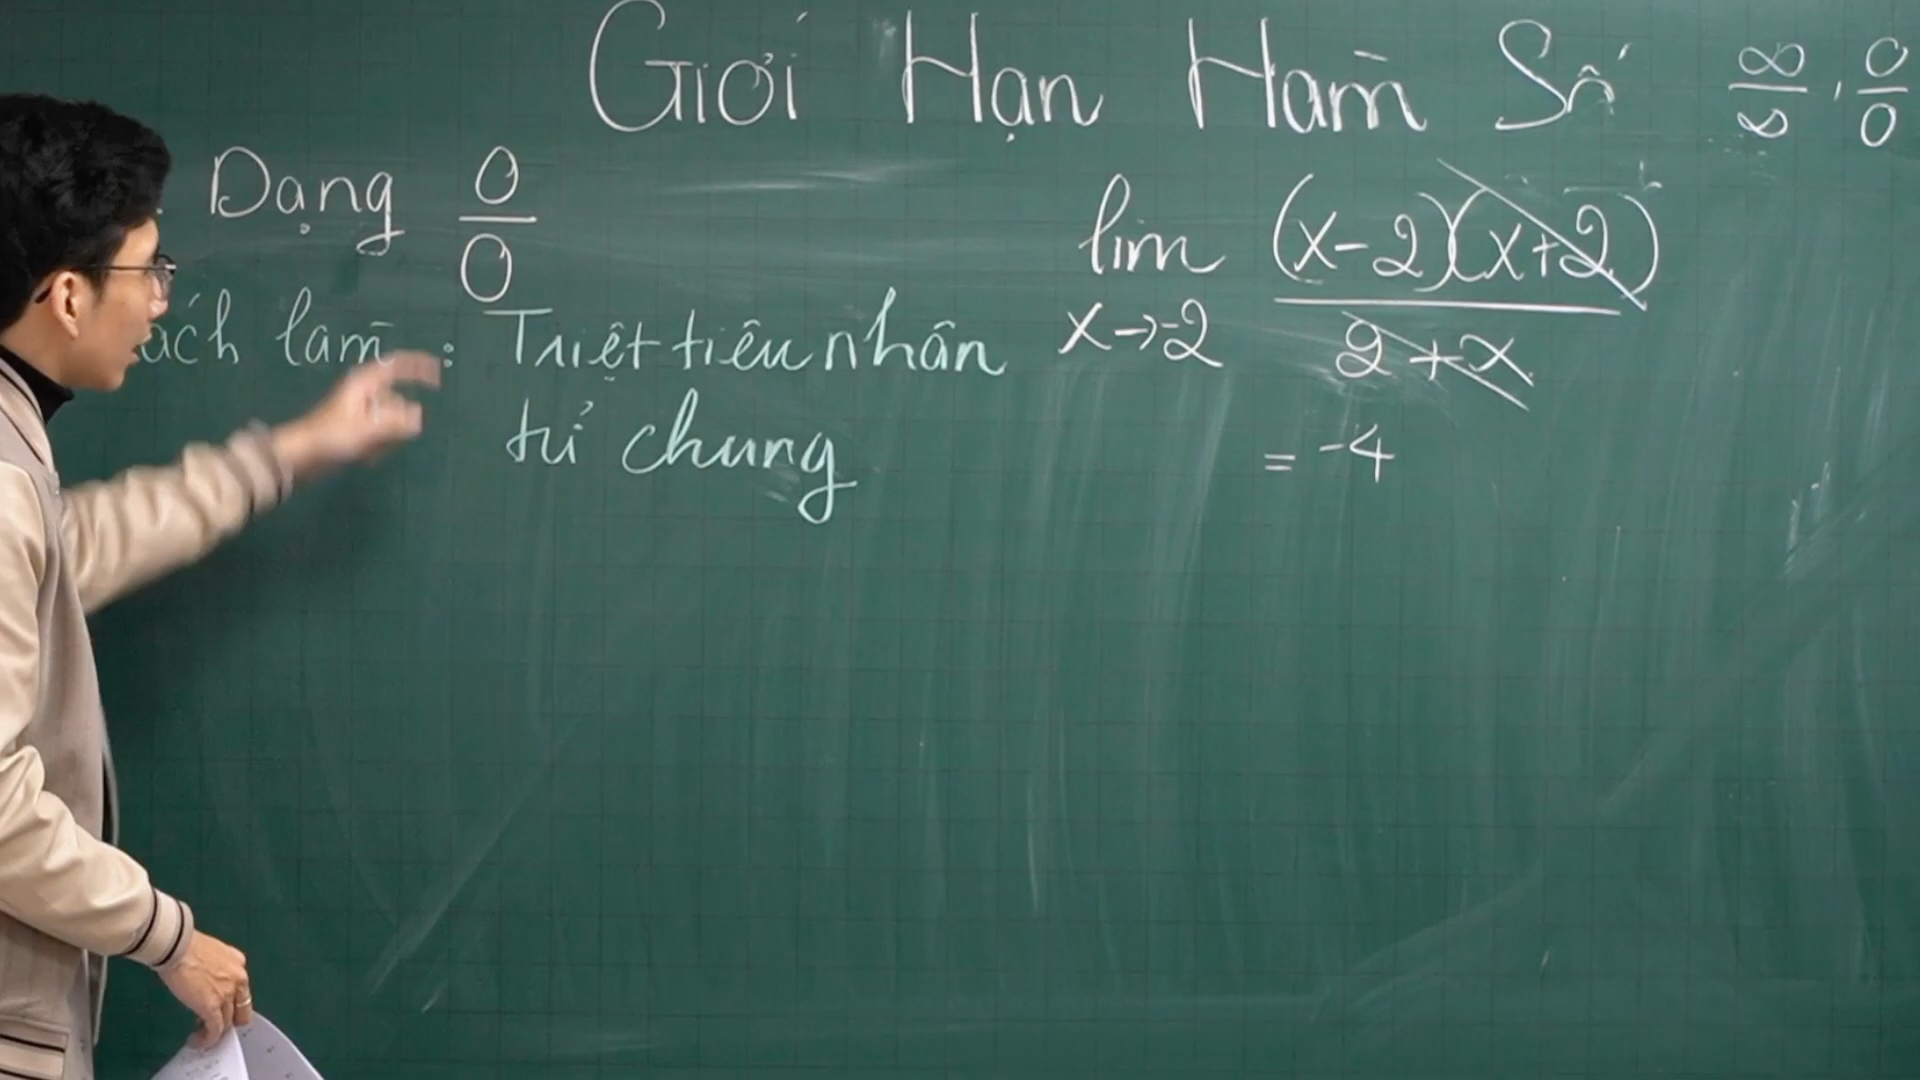 Giới Hạn Hàm Số ∞/∞, 0/0
Dạng 0/0
ách làm : Triệt tiêu nhân
tử chung
lim x→-2 (x-2)(x+2)/(2+x)
= -4